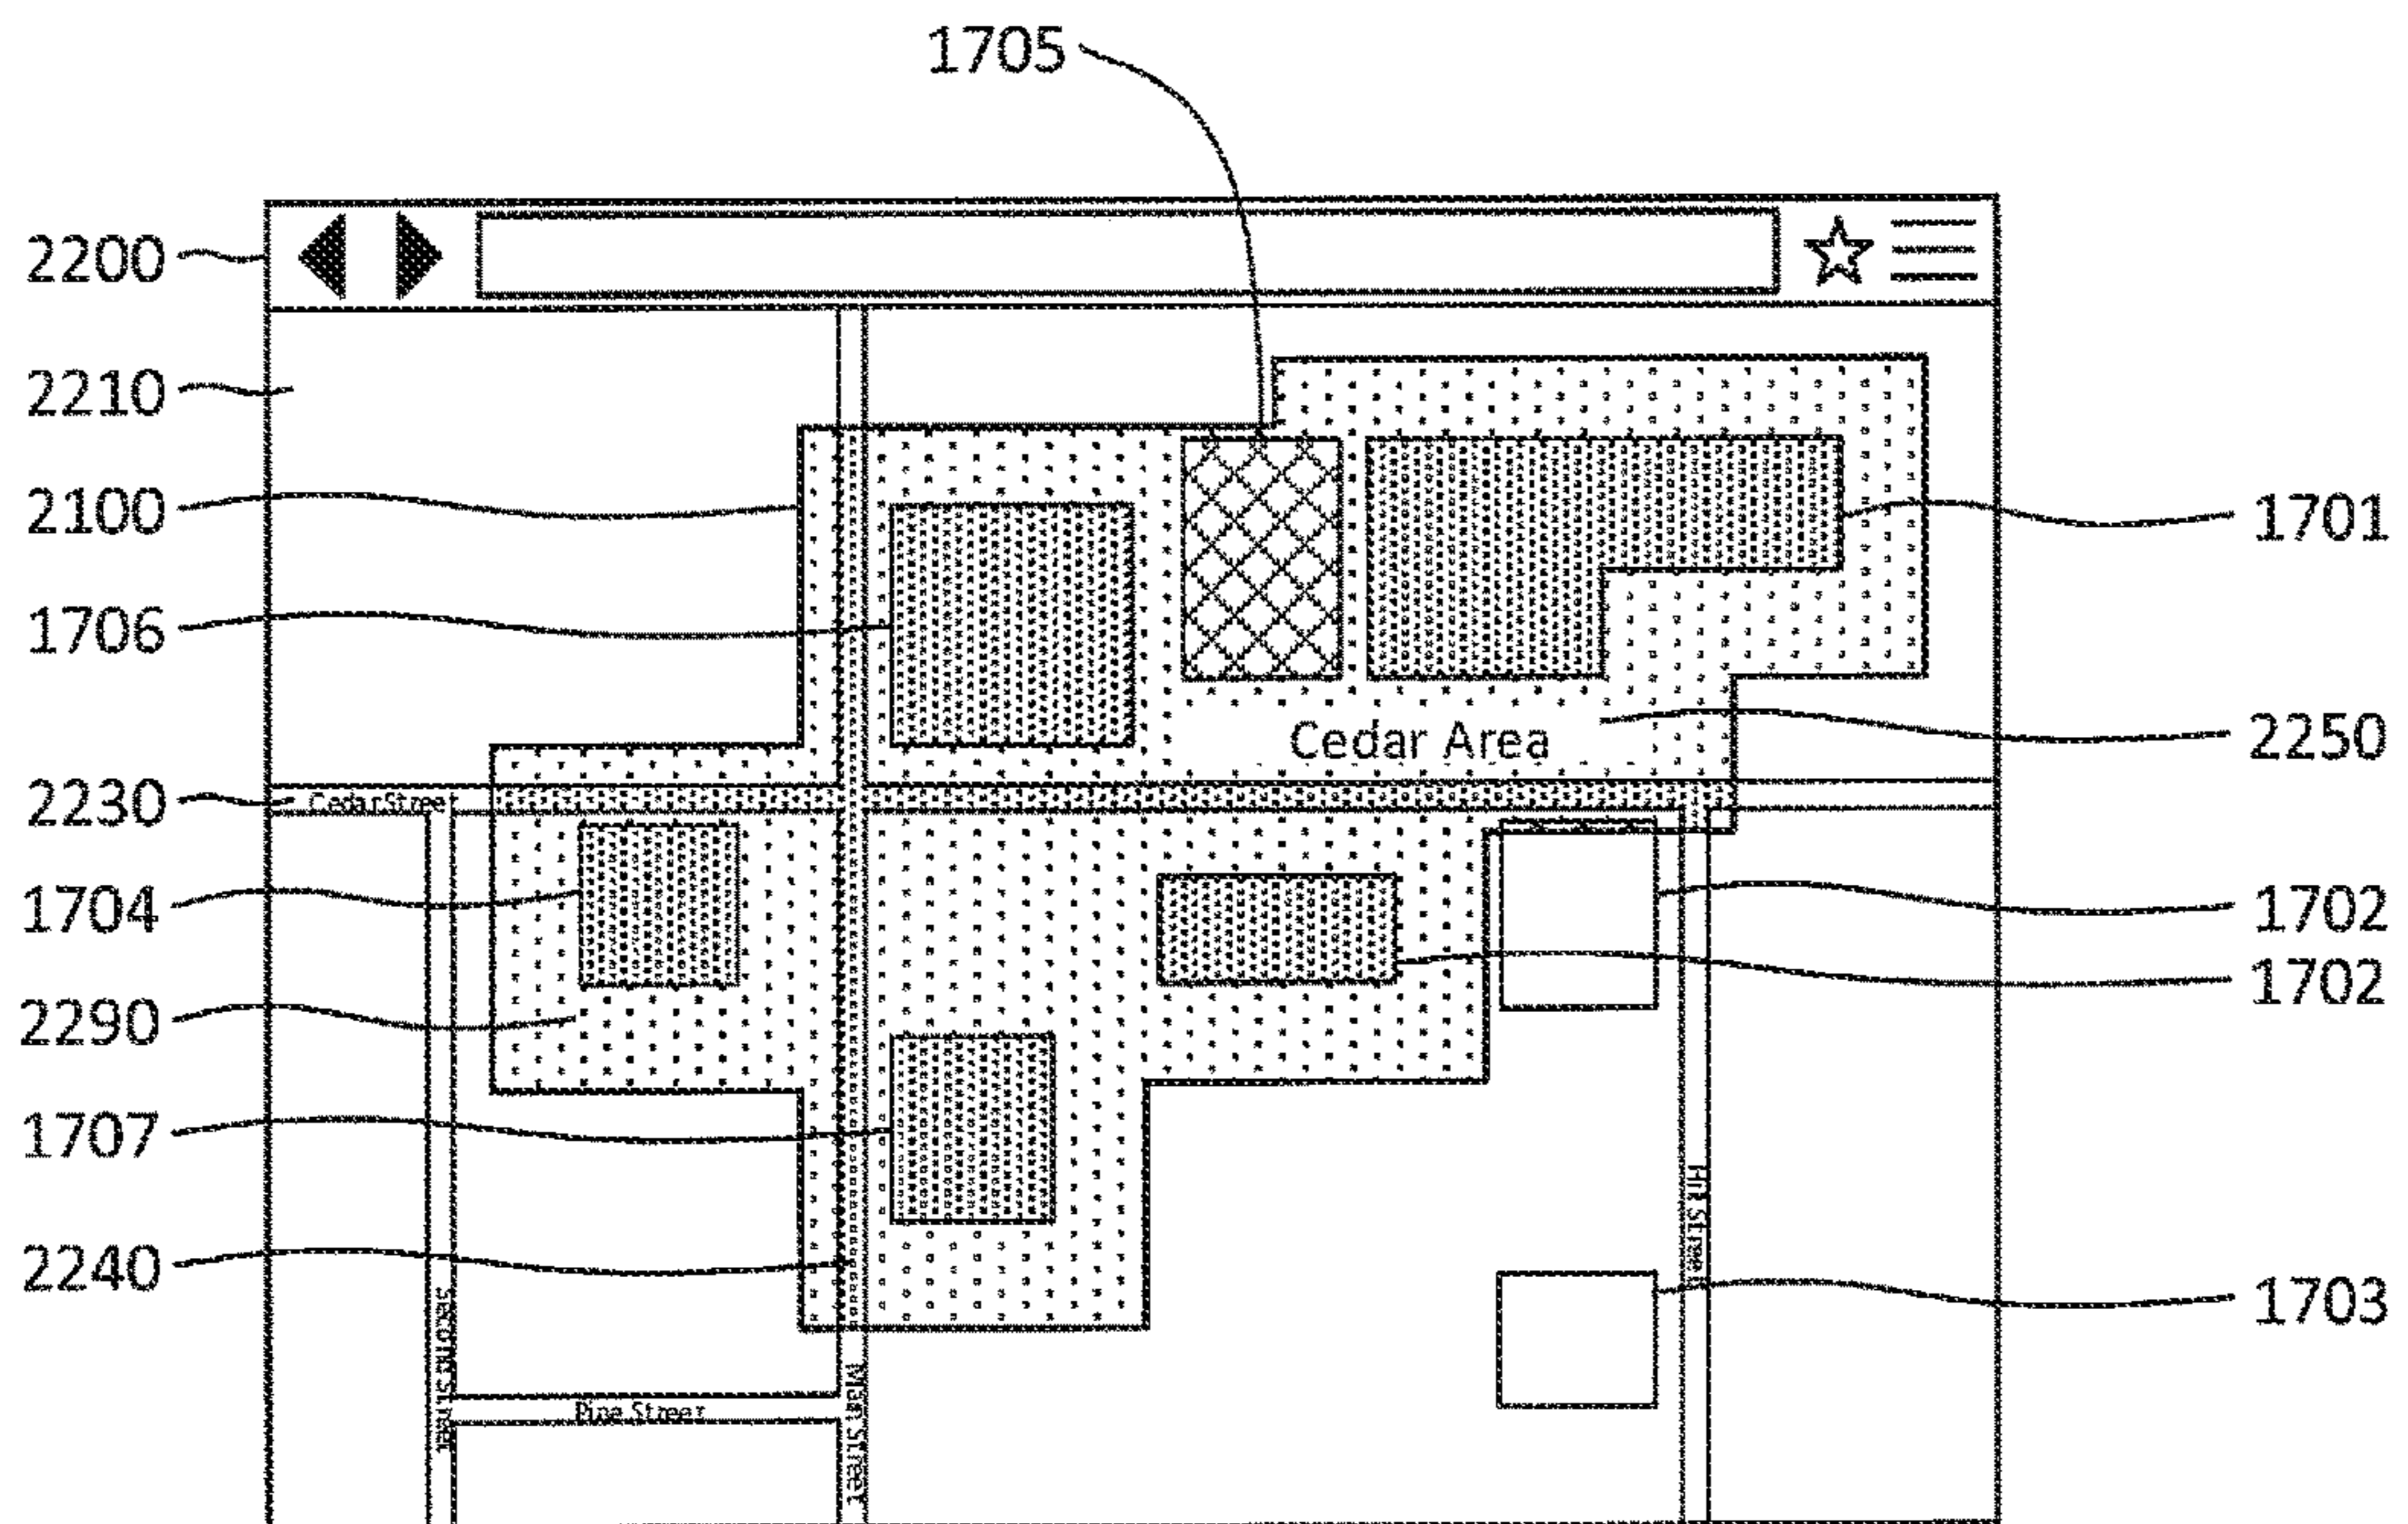 1705
2200
2210
2100
1701
1706
Cedar Area
2250
2230
Cedar Street
1704
1702
1702
2290
1707
2240
First Street
1703
Second Street
Main Street
Pine Street